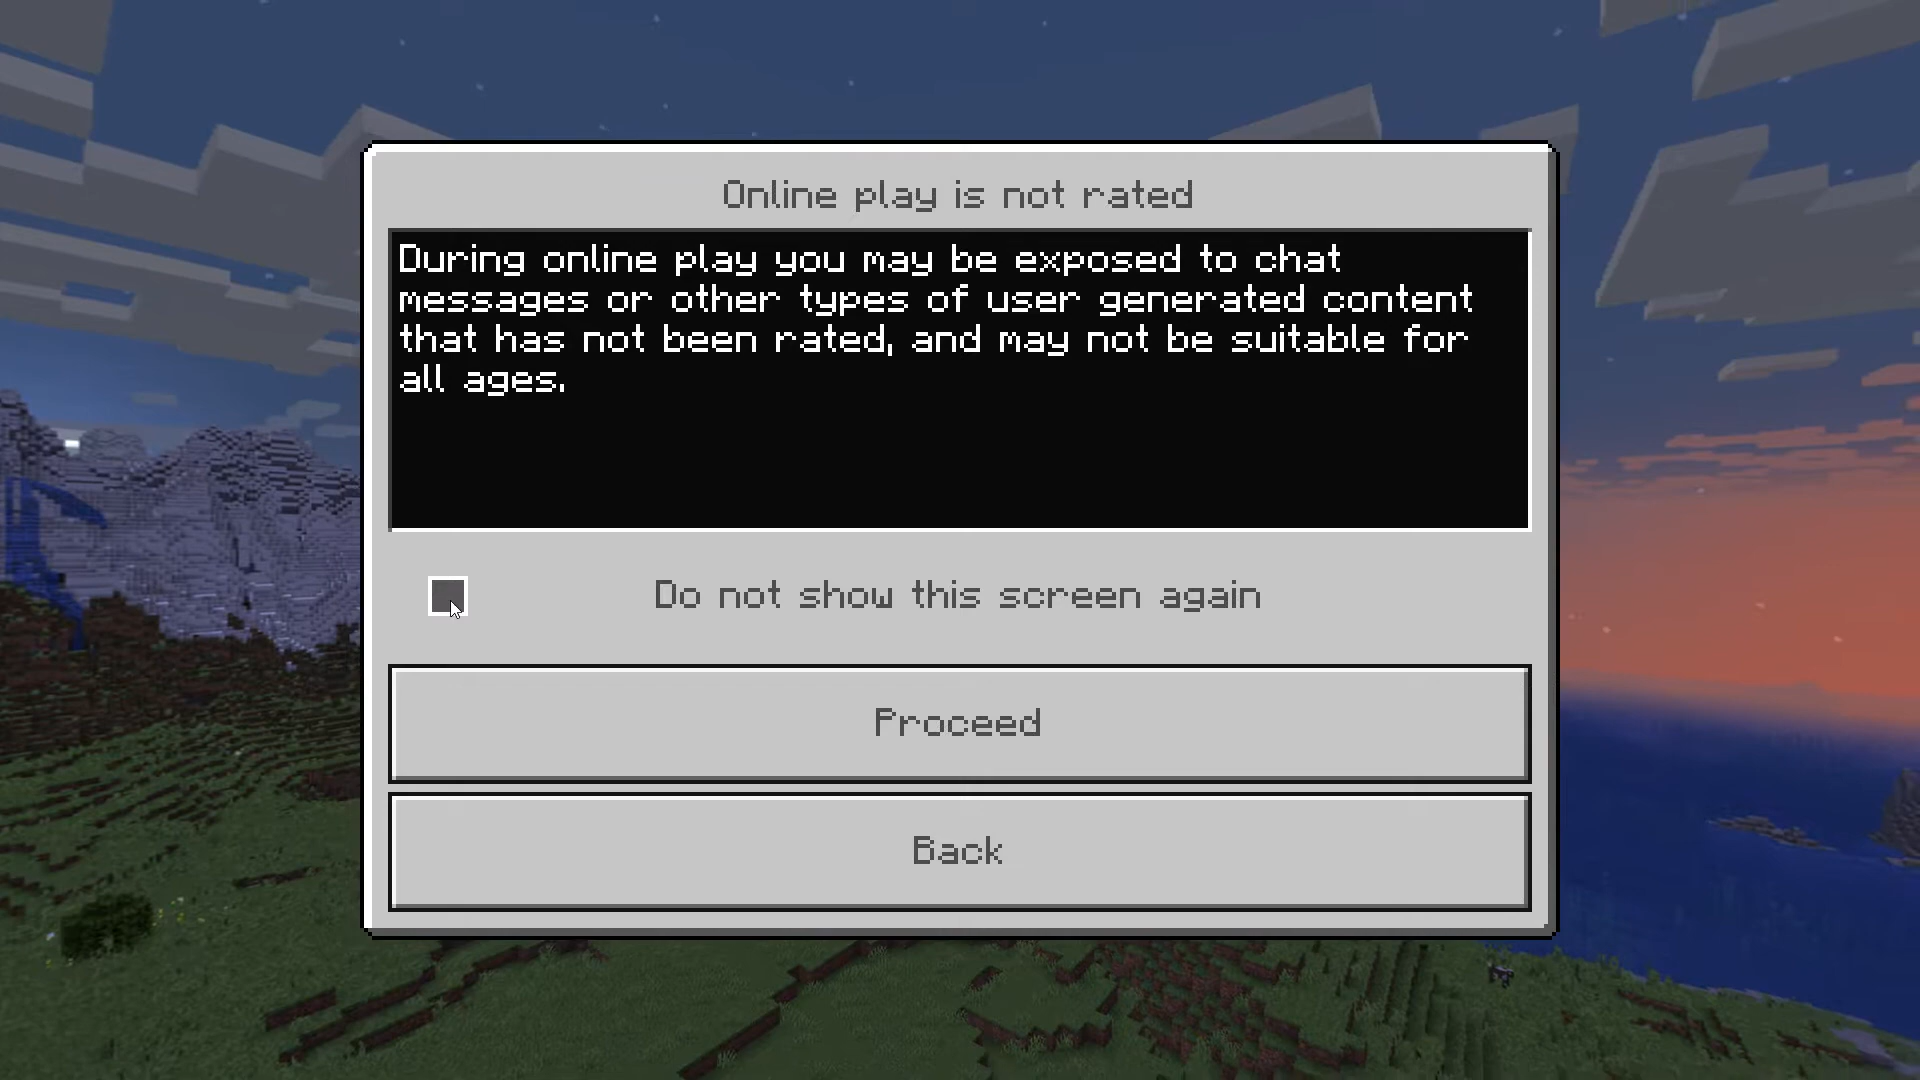 Online play is not rated
During online play you may be exposed to chat
messages or other types of user generated content
that has not been rated, and may not be suitable for
all ages.
Do not show this screen again
Proceed
Back